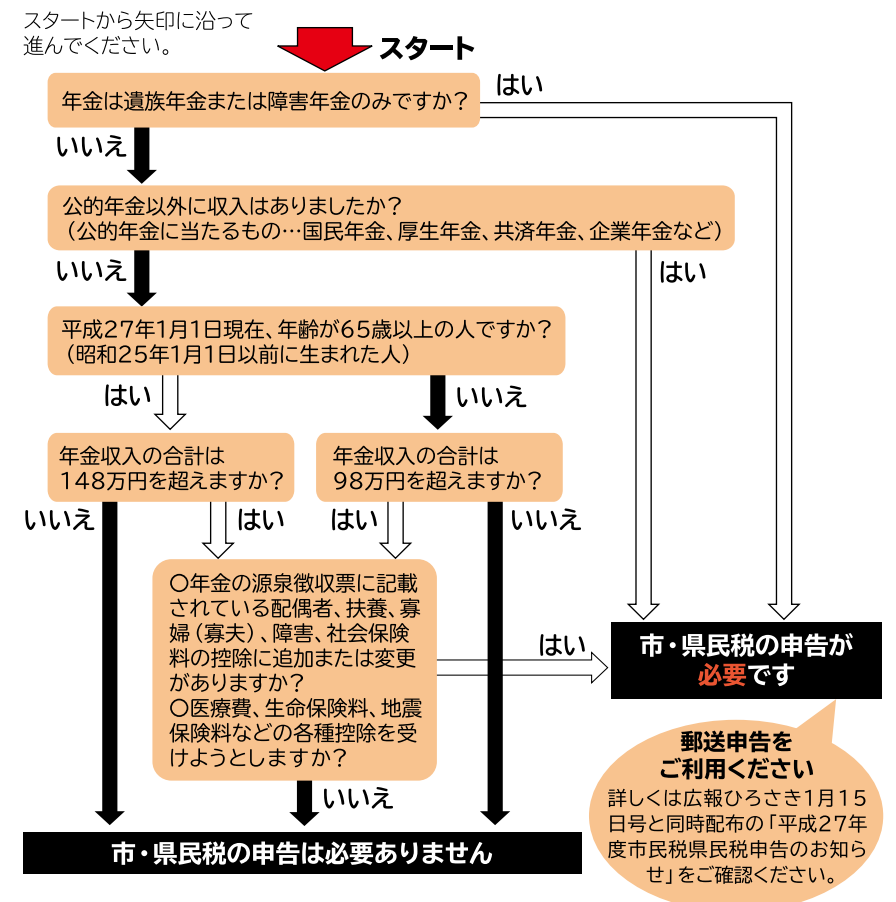 スタートから矢印に沿って
進んでください。
スタート
年金は遺族年金または障害年金のみですか？
はい
いいえ
公的年金以外に収入はありましたか？
（公的年金に当たるもの…国民年金、厚生年金、共済年金、企業年金など）
いいえ
はい
平成27年1月1日現在、年齢が65歳以上の人ですか？
（昭和25年1月1日以前に生まれた人）
はい
いいえ
年金収入の合計は
148万円を超えますか？
年金収入の合計は
98万円を超えますか？
いいえ
はい
はい
いいえ
○年金の源泉徴収票に記載
されている配偶者、扶養、寡
婦（寡夫）、障害、社会保険
料の控除に追加または変更
がありますか？
○医療費、生命保険料、地震
保険料などの各種控除を受
けようとしますか？
はい
いいえ
市・県民税の申告が
必要です
市・県民税の申告は必要ありません
郵送申告を
ご利用ください
詳しくは広報ひろさき1月15
日号と同時配布の「平成27年
度市民税県民税申告のお知ら
せ」をご確認ください。